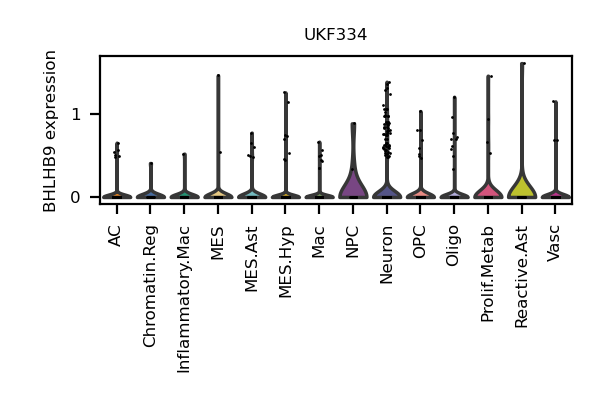 UKF334
BHLHB9 expression
1
0
AC
Chromatin.Reg
Inflammatory.Mac
MES
MES.Ast
MES.Hyp
Mac
NPC
Neuron
OPC
Oligo
Prolif.Metab
Reactive.Ast
Vasc